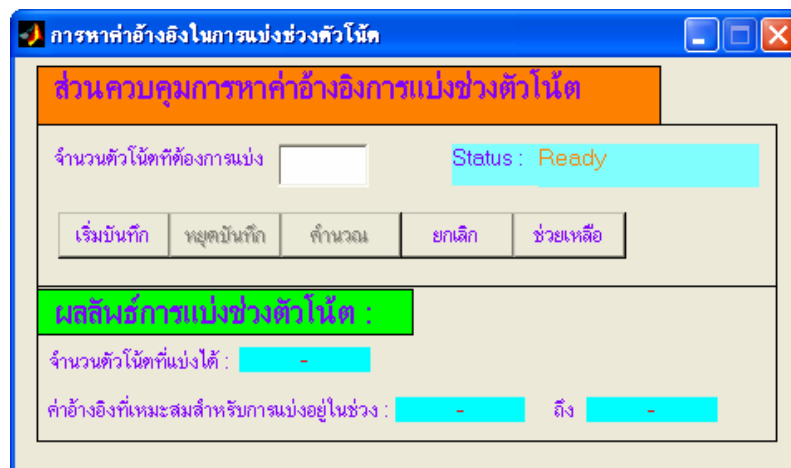 การหาค่าอ้างอิงในการแบ่งช่วงตัวโน้ต
ส่วนควบคุมการหาค่าอ้างอิงการแบ่งช่วงตัวโน้ต
จำนวนตัวโน้ตที่ต้องการแบ่ง Status : Ready
เริ่มบันทึก หยุดบันทึก คำนวณ ยกเลิก ช่วยเหลือ
ผลลัพธ์การแบ่งช่วงตัวโน้ต :
จำนวนตัวโน้ตที่แบ่งได้ : -
ค่าอ้างอิงที่เหมะสมสำหรับการแบ่งอยู่ในช่วง : - ถึง -